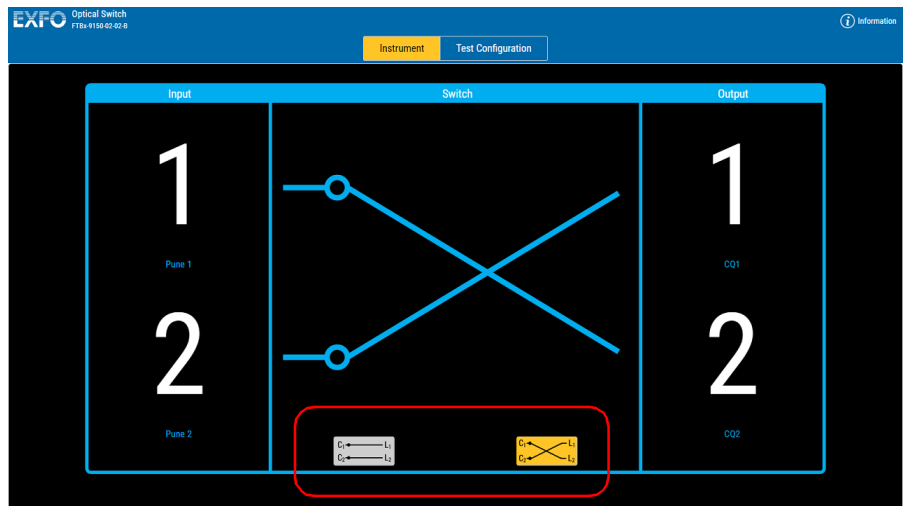 EXFO Optical Switch
FTBx-9150-02-02-B
i Information
Instrument Test Configuration
Input Switch Output
1 1
Pune 1 CQ1
2 2
Pune 2 CQ2
C₁ L₁ C₁ L₁
C₂ L₂ C₂ L₂